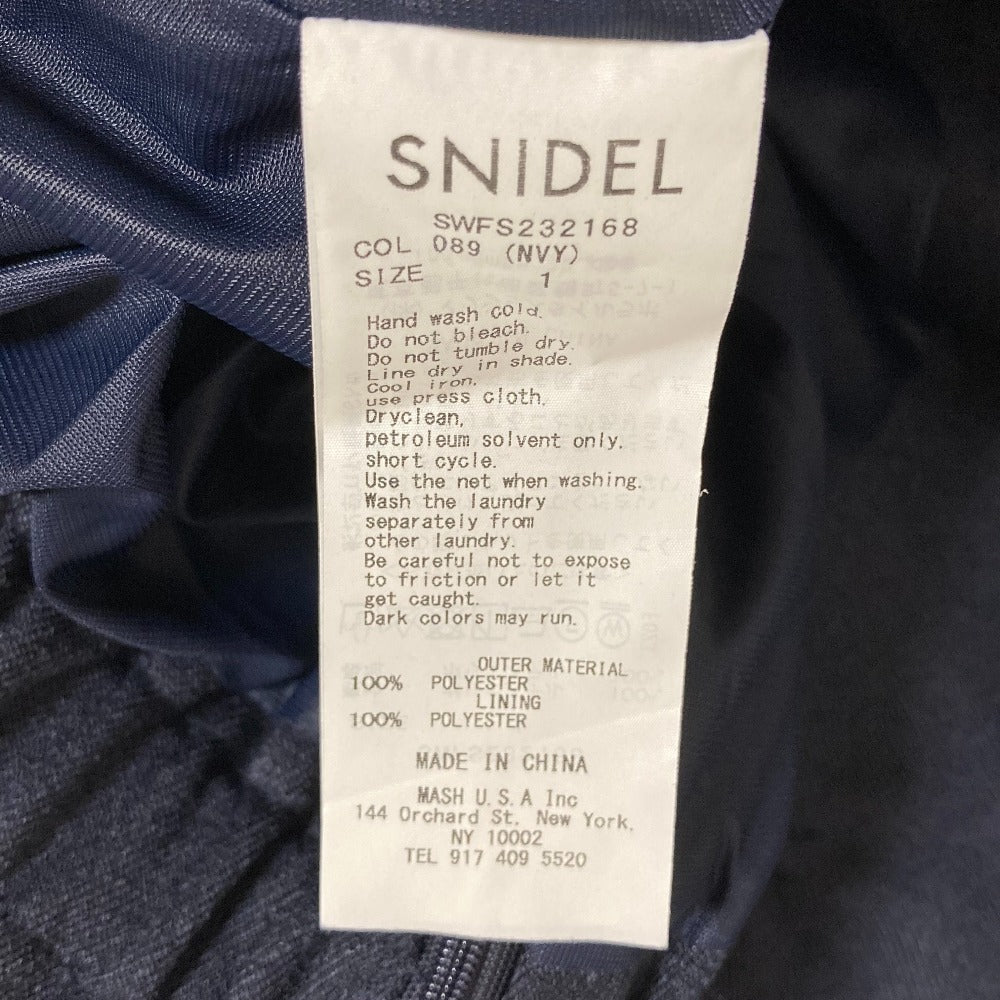 SNIDEL
SWFS232168
COL 089 (NVY)
SIZE 1
Hand wash cold.
Do not bleach.
Do not tumble dry.
Line dry in shade.
Cool iron.
use press cloth.
Dryclean,
petroleum solvent only.
short cycle.
Use the net when washing.
Wash the laundry
separately from
other laundry.
Be careful not to expose
to friction or let it
get caught.
Dark colors may run.
OUTER MATERIAL
100% POLYESTER
LINING
100% POLYESTER
MADE IN CHINA
MASH U.S.A Inc
144 Orchard St. New York,
NY 10002
TEL 917 409 5520